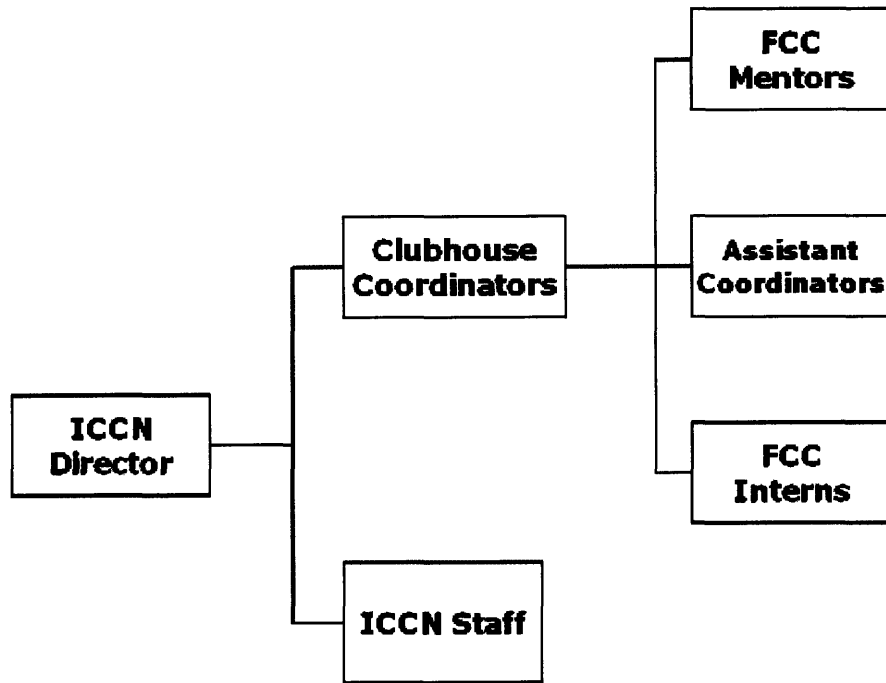 FCC
Mentors
Clubhouse
Coordinators
Assistant
Coordinators
ICCN
Director
FCC
Interns
ICCN Staff